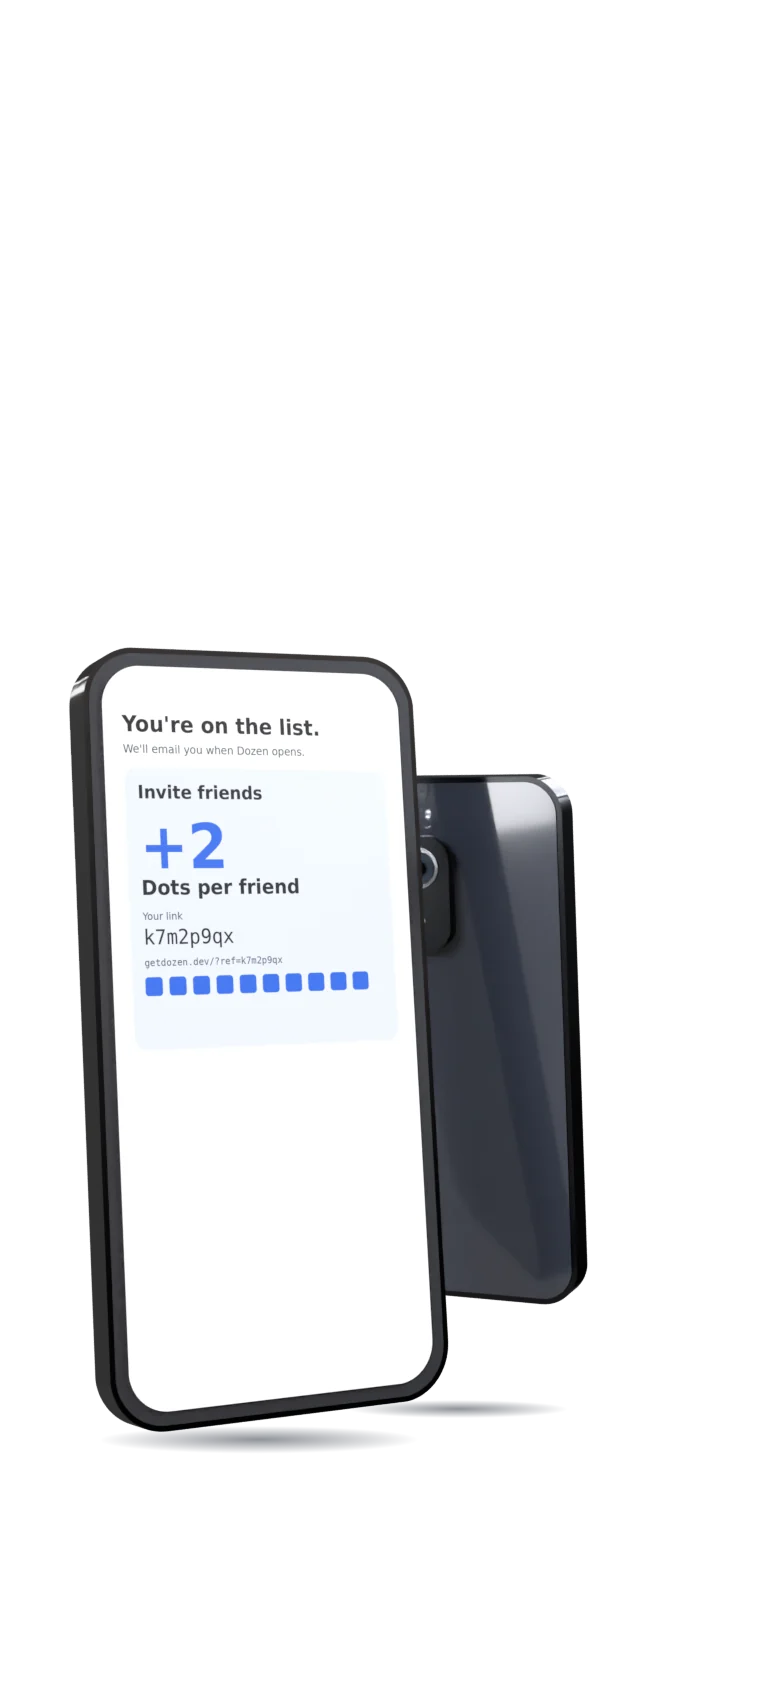 You're on the list.
We'll email you when Dozen opens.
Invite friends
+2
Dots per friend
Your link
k7m2p9qx
getdozen.dev/?ref=k7m2p9qx